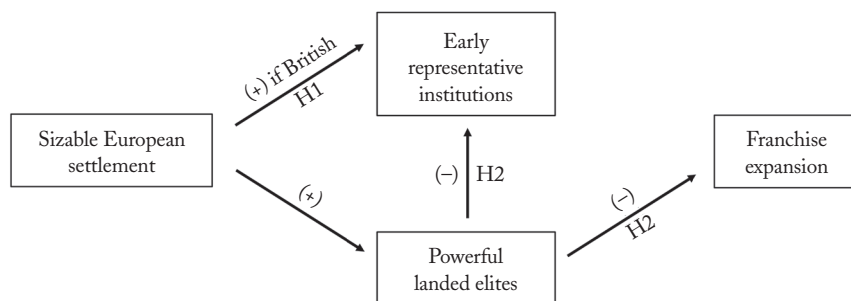 (+) if British
H1
Early
representative
institutions
Sizable European
settlement
(+)
(–) H2
Franchise
expansion
(–)
H2
Powerful
landed elites